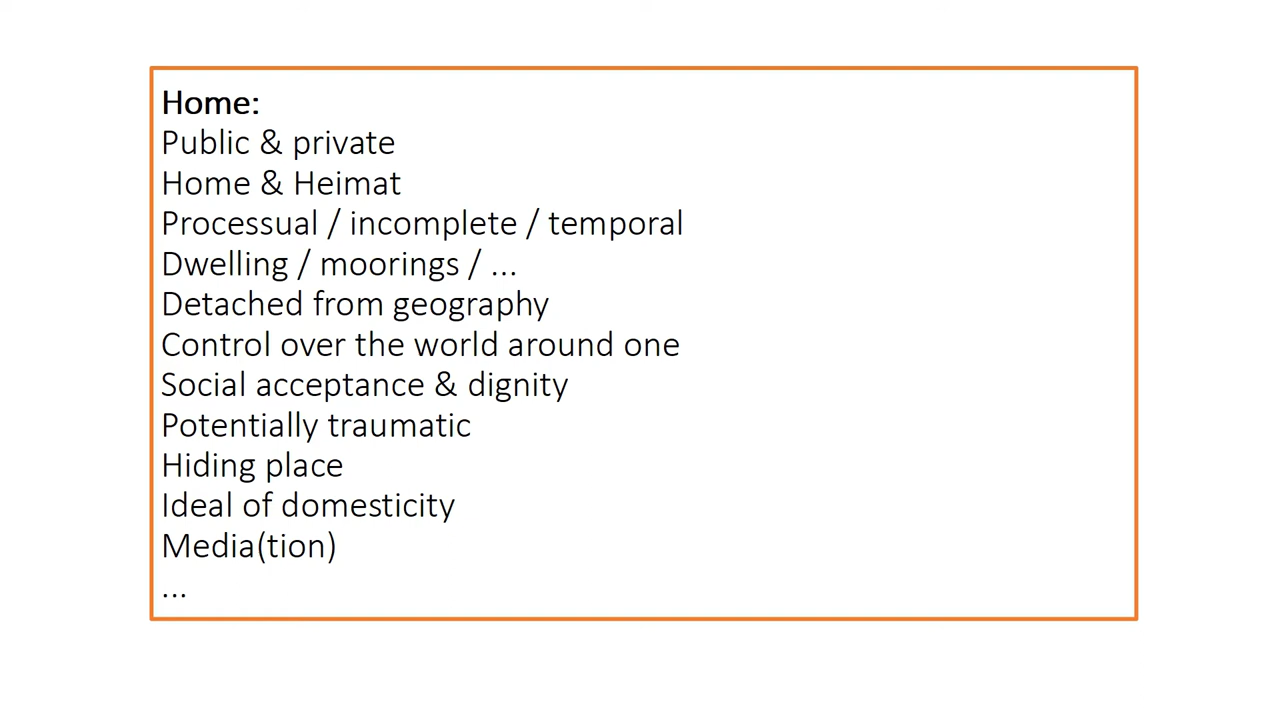 Home:
Public & private
Home & Heimat
Processual / incomplete / temporal
Dwelling / moorings / ...
Detached from geography
Control over the world around one
Social acceptance & dignity
Potentially traumatic
Hiding place
Ideal of domesticity
Media(tion)
...